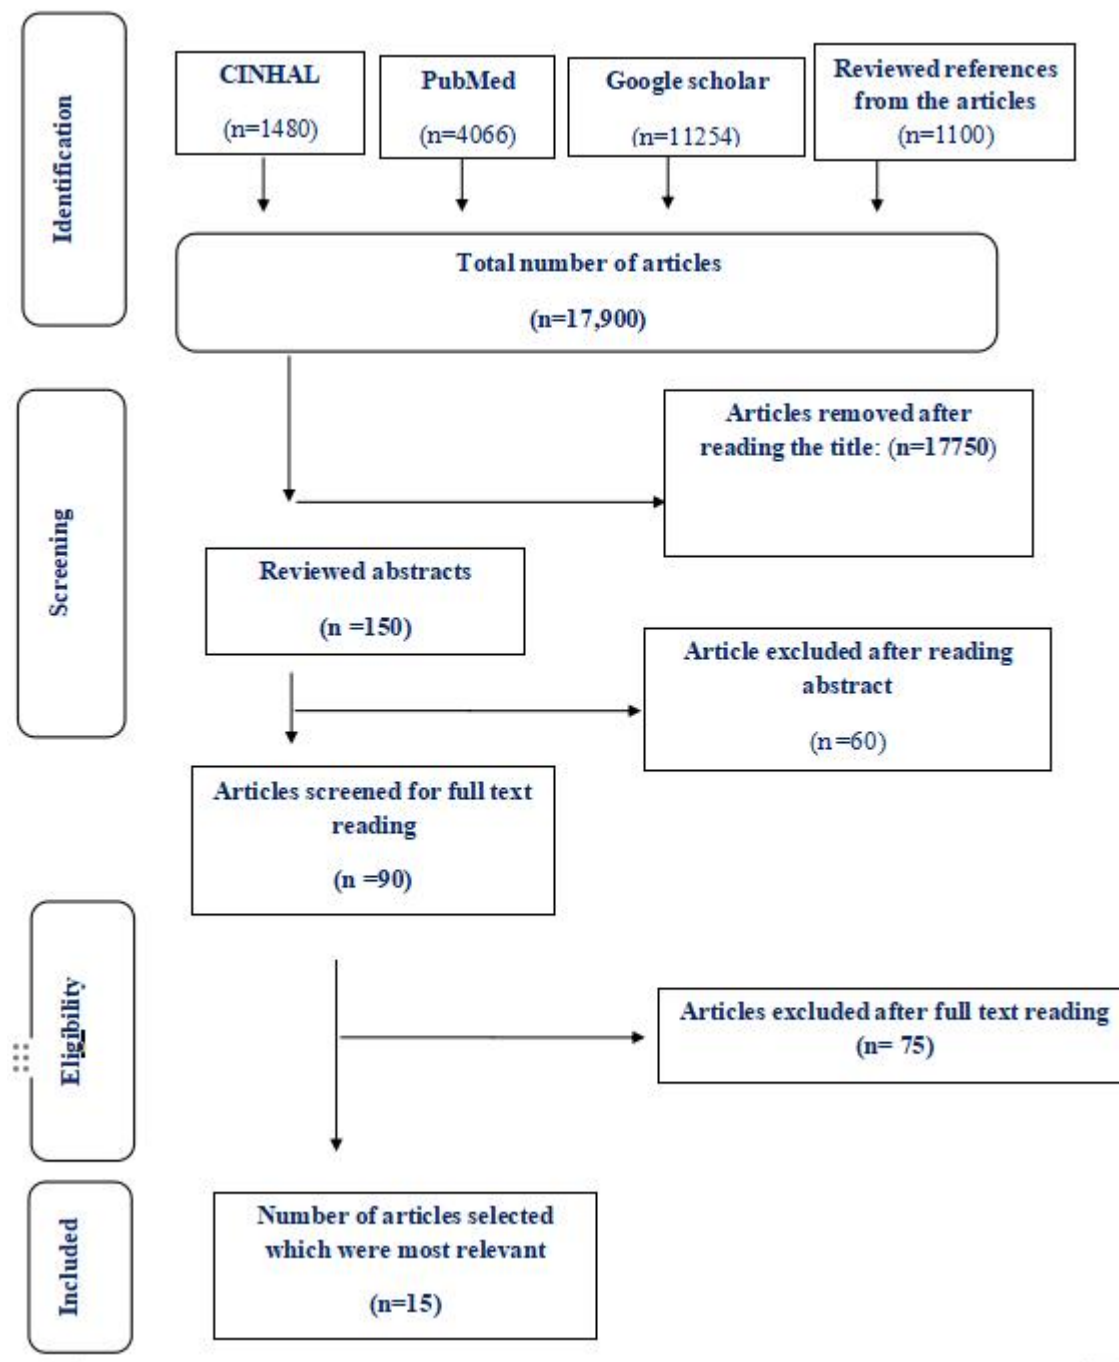 Identification
CINHAL
(n=1480)
PubMed
(n=4066)
Google scholar
(n=11254)
Reviewed references
from the articles
(n=1100)
Total number of articles
(n=17,900)
Screening
Articles removed after
reading the title: (n=17750)
Reviewed abstracts
(n =150)
Article excluded after reading
abstract
(n=60)
Articles screened for full text
reading
(n =90)
Eligibility
Articles excluded after full text reading
(n= 75)
Included
Number of articles selected
which were most relevant
(n=15)